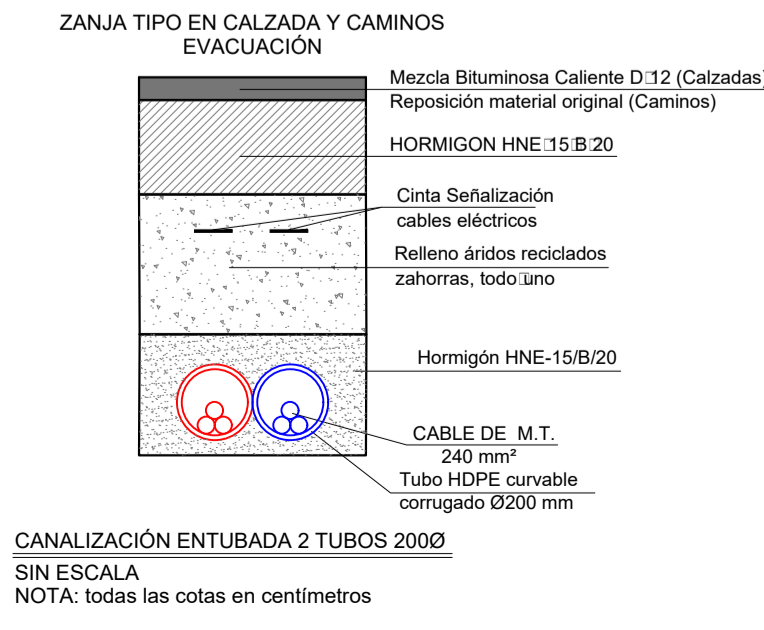 ZANJA TIPO EN CALZADA Y CAMINOS
EVACUACIÓN
Mezcla Bituminosa Caliente D□12 (Calzadas)
Reposición material original (Caminos)
HORMIGON HNE□15□B□20
Cinta Señalización
cables eléctricos
Relleno áridos reciclados
zahorras, todo□uno
Hormigón HNE-15/B/20
CABLE DE M.T.
240 mm²
Tubo HDPE curvable
corrugado Ø200 mm
CANALIZACIÓN ENTUBADA 2 TUBOS 200Ø
SIN ESCALA
NOTA: todas las cotas en centímetros